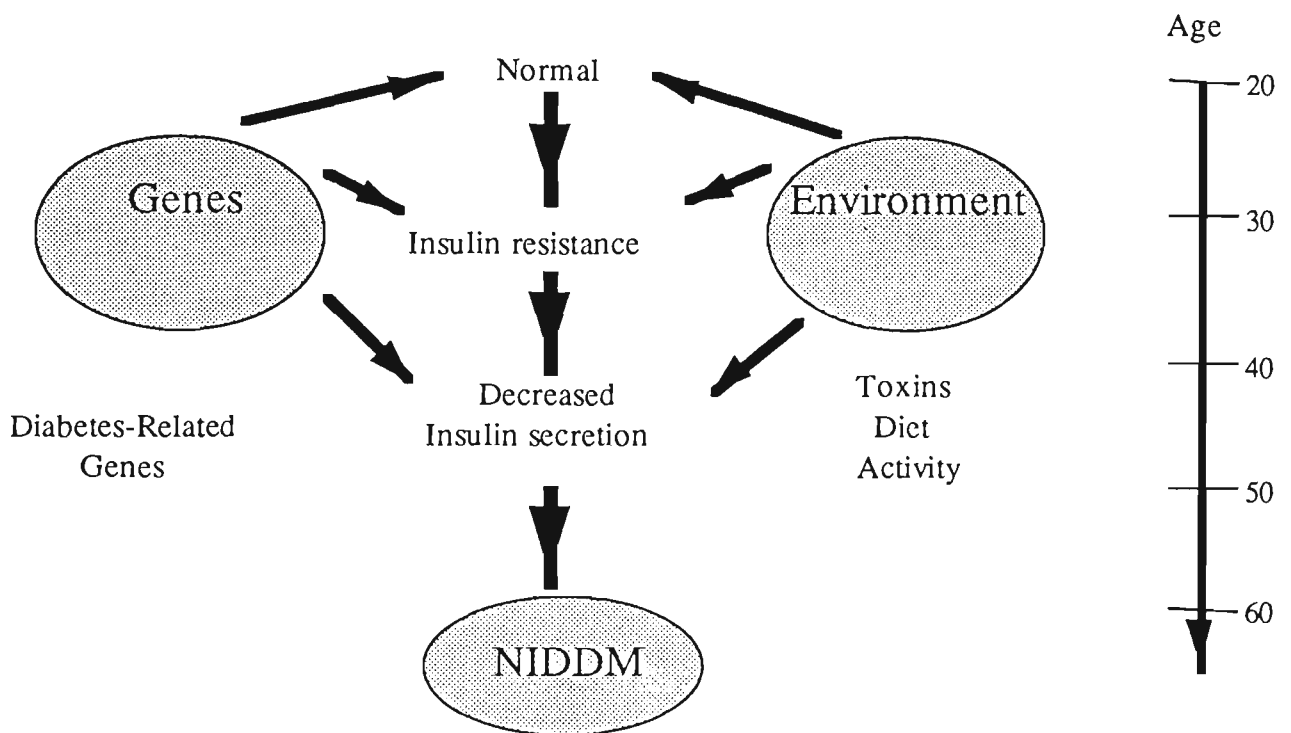 Age
Normal
20
Genes
Environment
30
Insulin resistance
40
Decreased
Insulin secretion
Toxins
Dict
Activity
Diabetes-Related
Genes
50
60
NIDDM